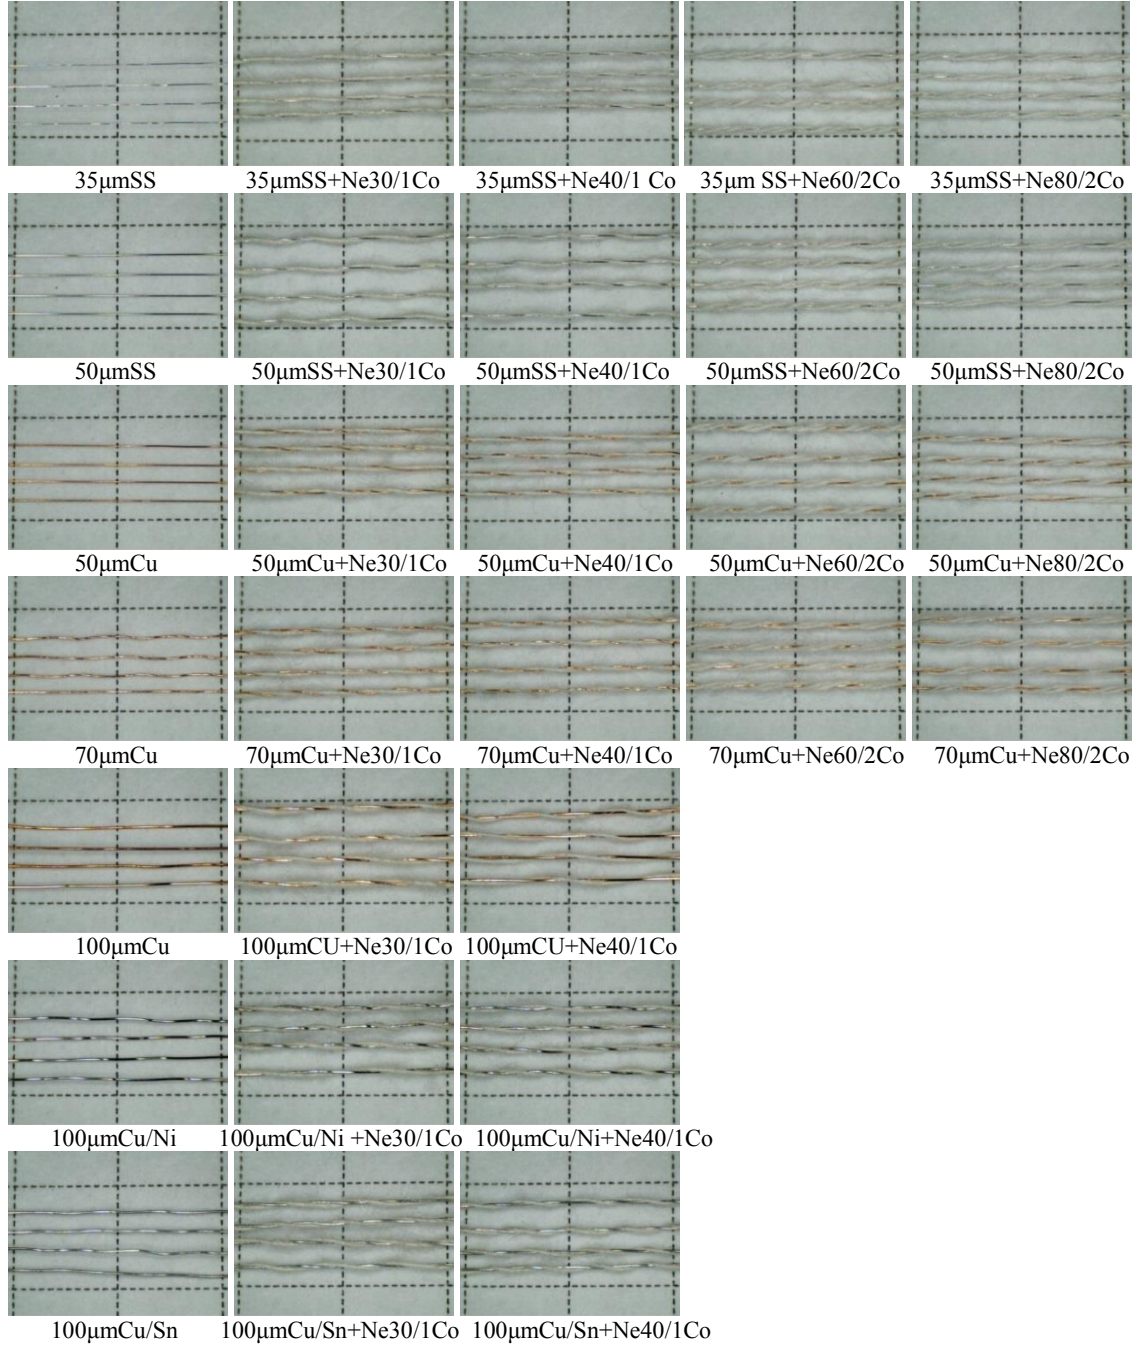 35μmSS 35μmSS+Ne30/1Co 35μmSS+Ne40/1 Co 35μm SS+Ne60/2Co 35μmSS+Ne80/2Co
50μmSS 50μmSS+Ne30/1Co 50μmSS+Ne40/1Co 50μmSS+Ne60/2Co 50μmSS+Ne80/2Co
50μmCu 50μmCu+Ne30/1Co 50μmCu+Ne40/1Co 50μmCu+Ne60/2Co 50μmCu+Ne80/2Co
70μmCu 70μmCu+Ne30/1Co 70μmCu+Ne40/1Co 70μmCu+Ne60/2Co 70μmCu+Ne80/2Co
100μmCu 100μmCU+Ne30/1Co 100μmCU+Ne40/1Co
100μmCu/Ni 100μmCu/Ni +Ne30/1Co 100μmCu/Ni+Ne40/1Co
100μmCu/Sn 100μmCu/Sn+Ne30/1Co 100μmCu/Sn+Ne40/1Co